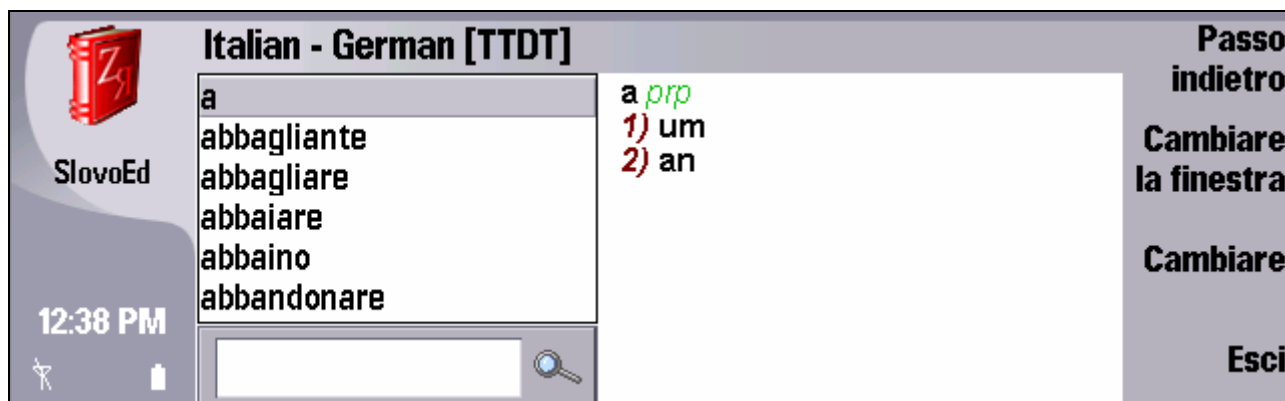 Italian - German [TTDT]
SlovoEd
12:38 PM
a
abbagliante
abbagliare
abbaiare
abbaino
abbandonare
a prp
1) um
2) an
Passo
indietro
Cambiare
la finestra
Cambiare
Esci